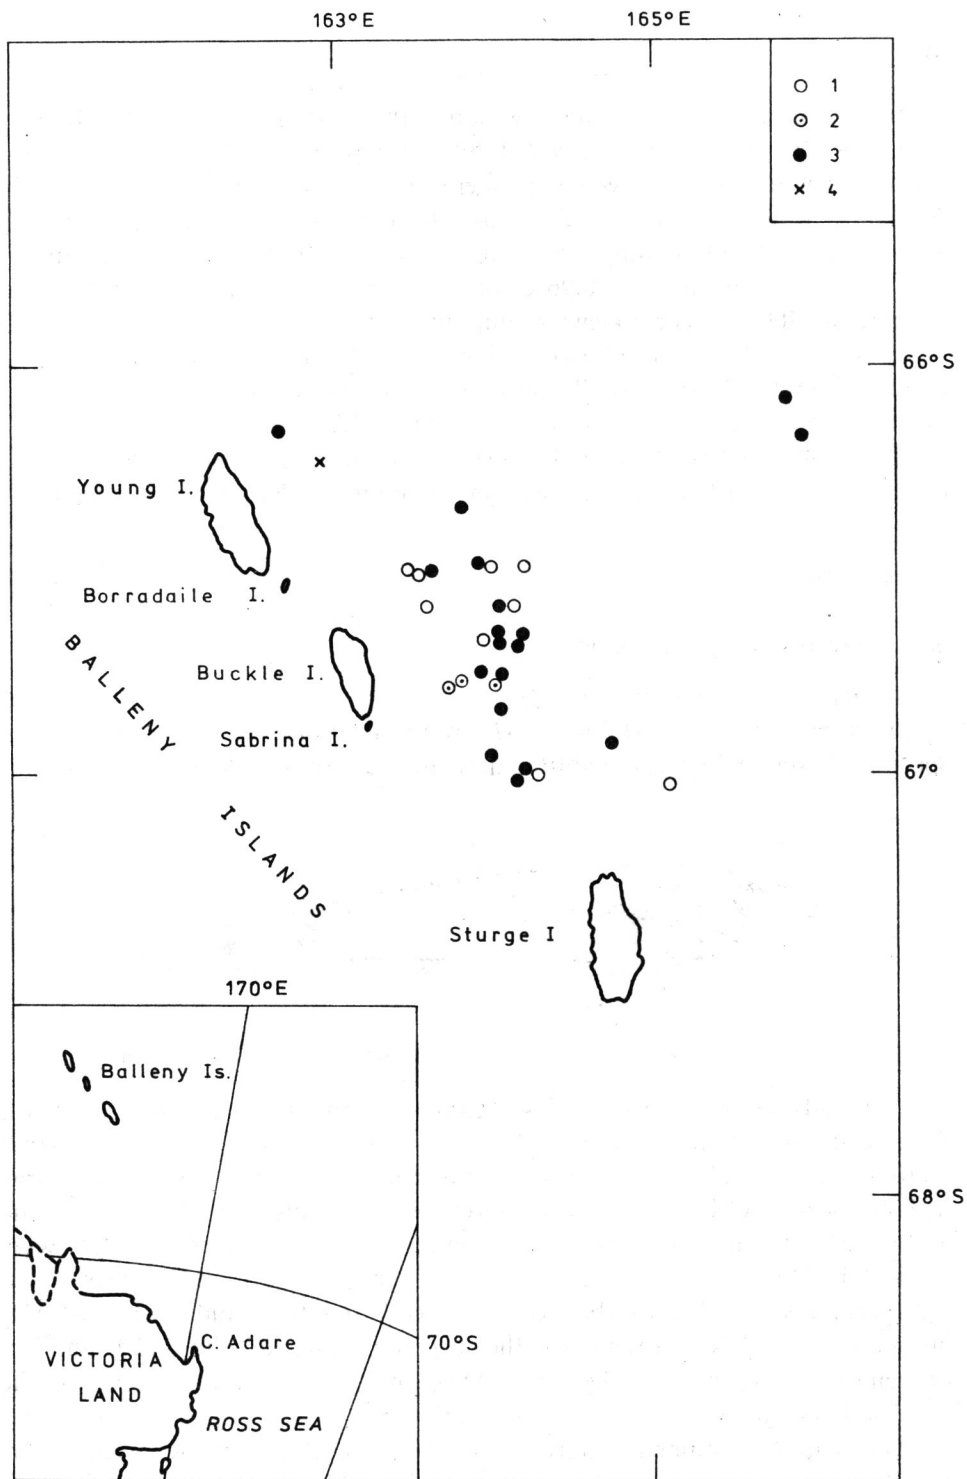 163°E
165°E
1
2
3
4
66°S
Young I.
Borradaile I.
Buckle I.
Sabrina I.
67°
BALLENY
ISLANDS
Sturge I
170°E
Balleny Is.
68°S
C. Adare
70°S
VICTORIA
LAND
ROSS SEA